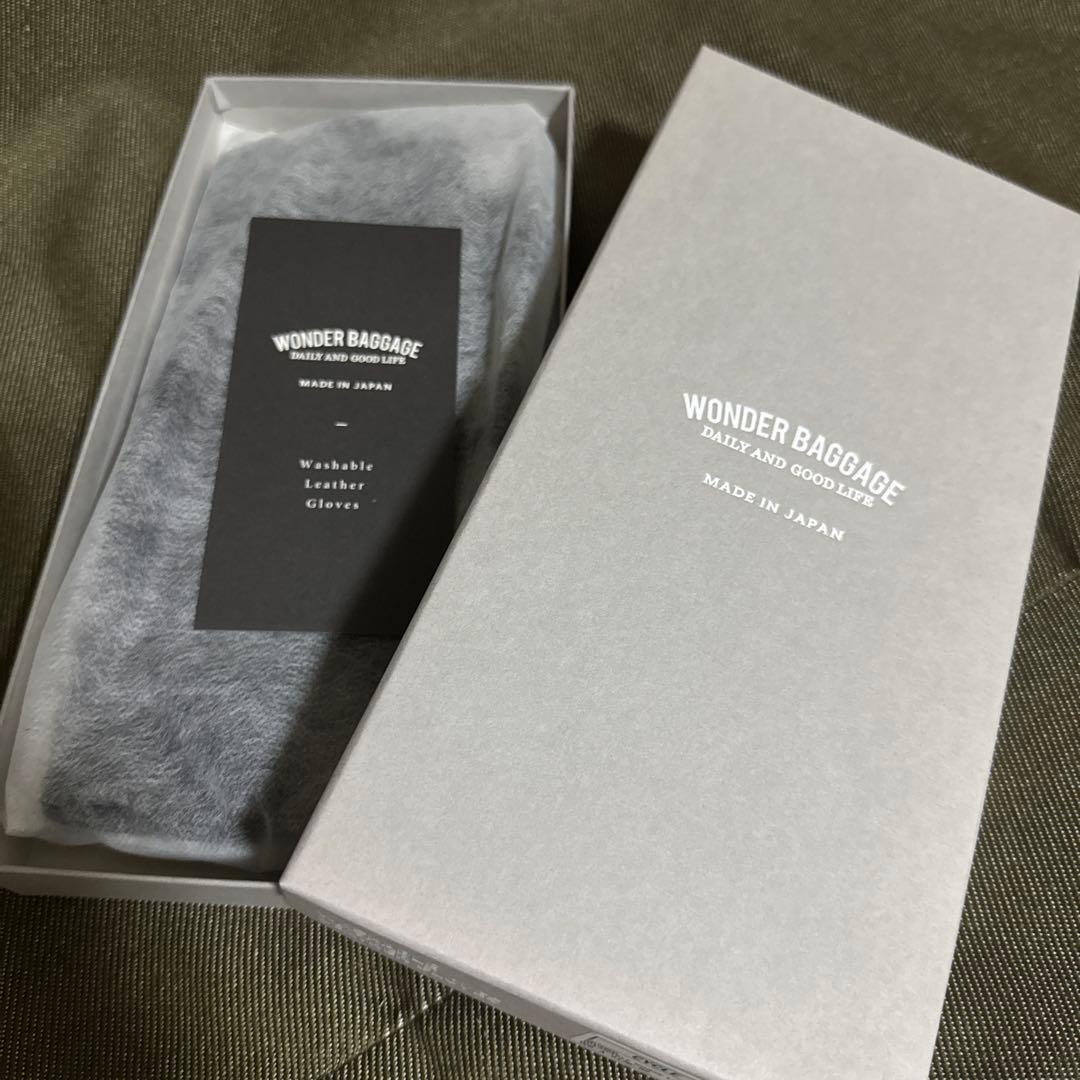 WONDER BAGGAGE
DAILY AND GOOD LIFE
MADE IN JAPAN
–
Washable
Leather
Gloves
WONDER BAGGAGE
DAILY AND GOOD LIFE
MADE IN JAPAN